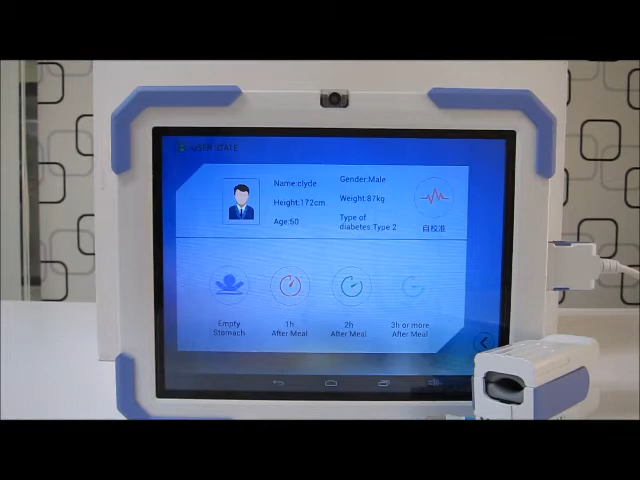 USER STATE
Name:clyde
Gender:Male
Height:172cm
Weight:87kg
Age:50
Type of
diabetes:Type 2
自校准
Empty
Stomach
1h
After Meal
2h
After Meal
3h or more
After Meal